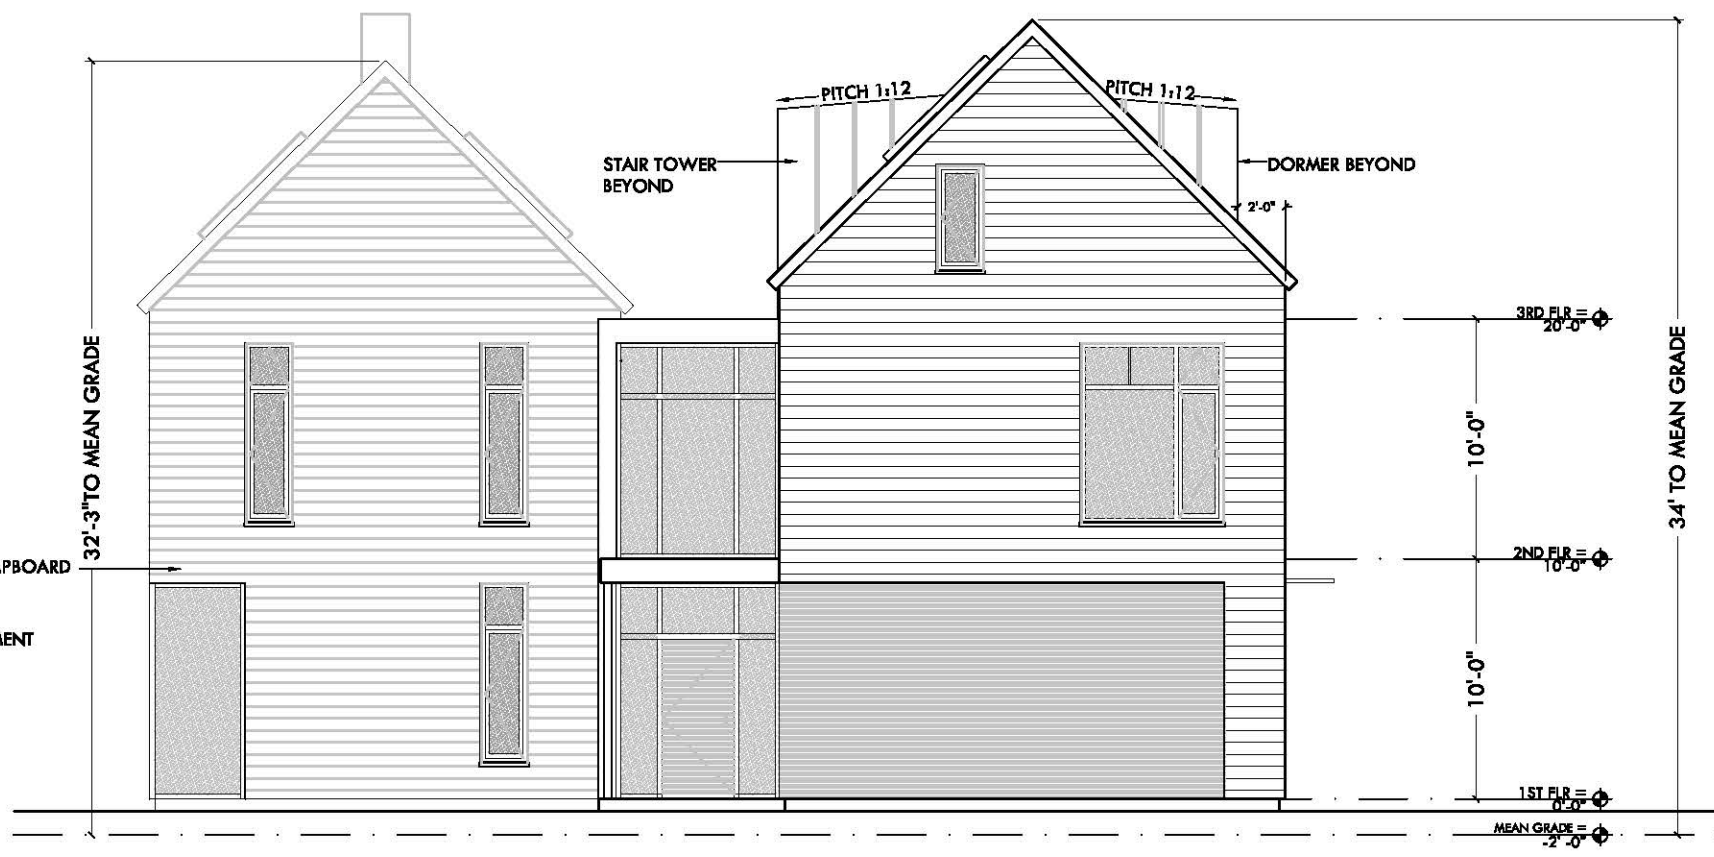 PITCH 1:12
PITCH 1:12
STAIR TOWER
BEYOND
DORMER BEYOND
2'-0"
3RD FLR =
20'-0"
32'-3"TO MEAN GRADE
34' TO MEAN GRADE
10'-0"
2ND FLR =
10'-0"
PBOARD
MENT
10'-0"
1ST FLR =
0'-0"
MEAN GRADE =
-2' -0"